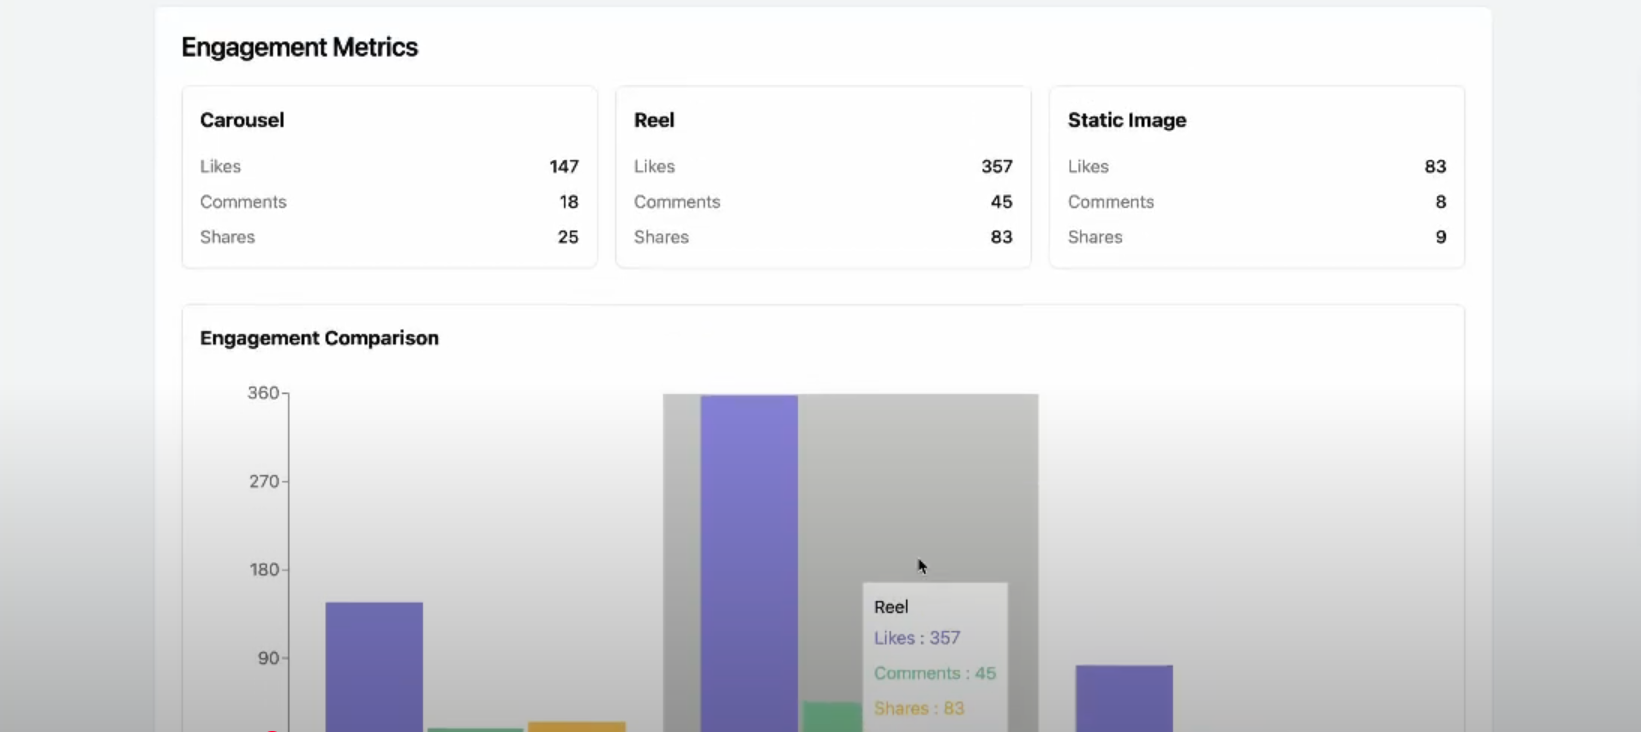 Engagement Metrics
Carousel
Likes 147
Comments 18
Shares 25
Reel
Likes 357
Comments 45
Shares 83
Static Image
Likes 83
Comments 8
Shares 9
Engagement Comparison
360
270
180
90
Reel
Likes : 357
Comments : 45
Shares : 83